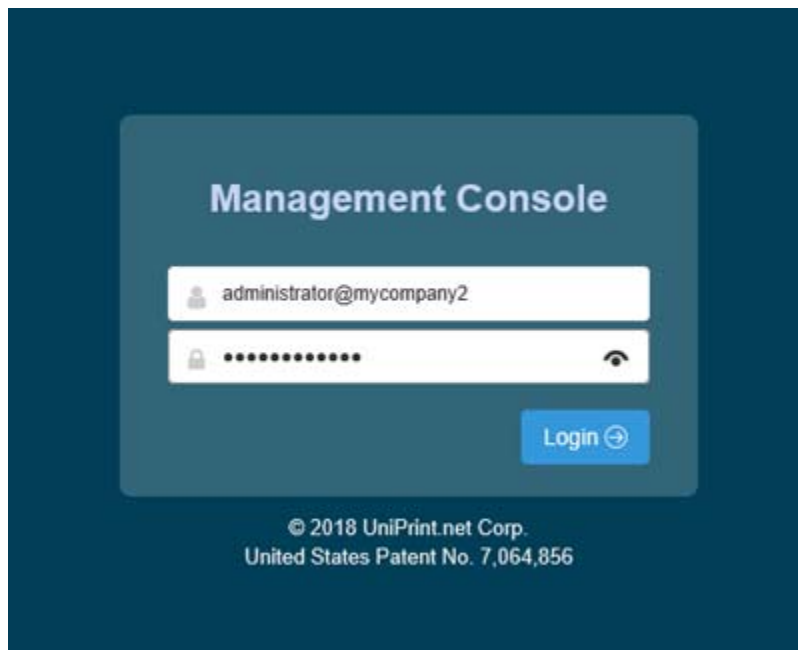 Management Console
administrator@mycompany2
••••••••••••
Login
© 2018 UniPrint.net Corp.
United States Patent No. 7,064,856